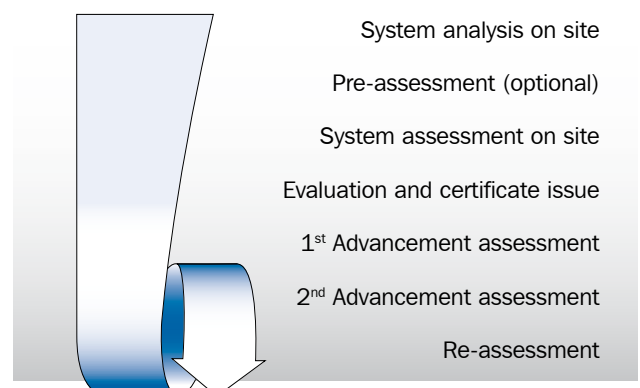 System analysis on site
Pre-assessment (optional)
System assessment on site
Evaluation and certificate issue
1st Advancement assessment
2nd Advancement assessment
Re-assessment